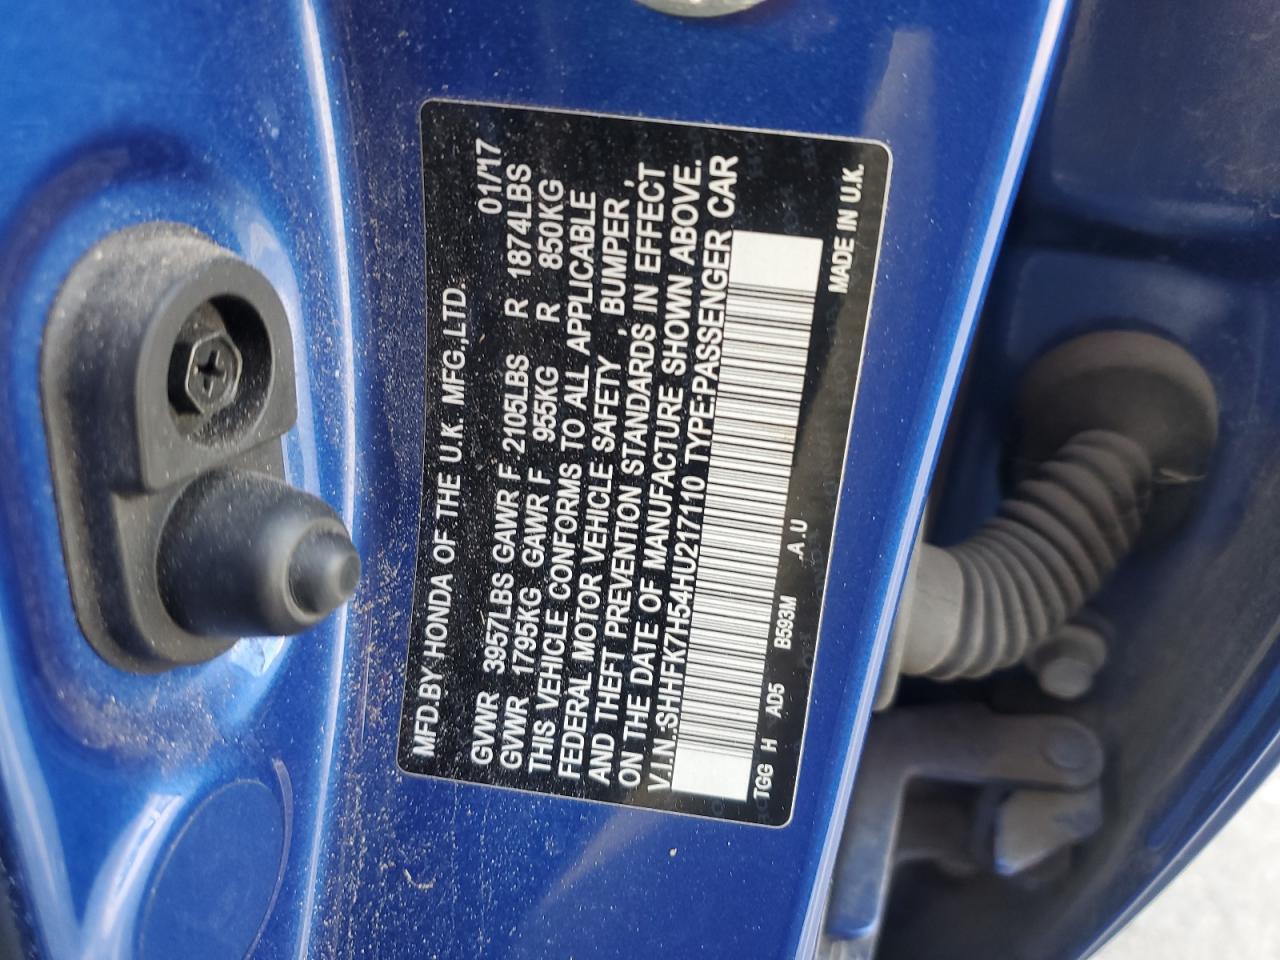 MFD.BY HONDA OF THE U.K. MFG.,LTD. 01/'17
GVWR 3957LBS GAWR F 2105LBS R 1874LBS
GVWR 1795KG GAWR F 955KG R 850KG
THIS VEHICLE CONFORMS TO ALL APPLICABLE
FEDERAL MOTOR VEHICLE SAFETY , BUMPER ,
AND THEFT PREVENTION STANDARDS IN EFFECT
ON THE DATE OF MANUFACTURE SHOWN ABOVE.
V.I.N.:SHHFK7H54HU217110 TYPE:PASSENGER CAR
TGG H AD5 B593M .A .U MADE IN U.K.